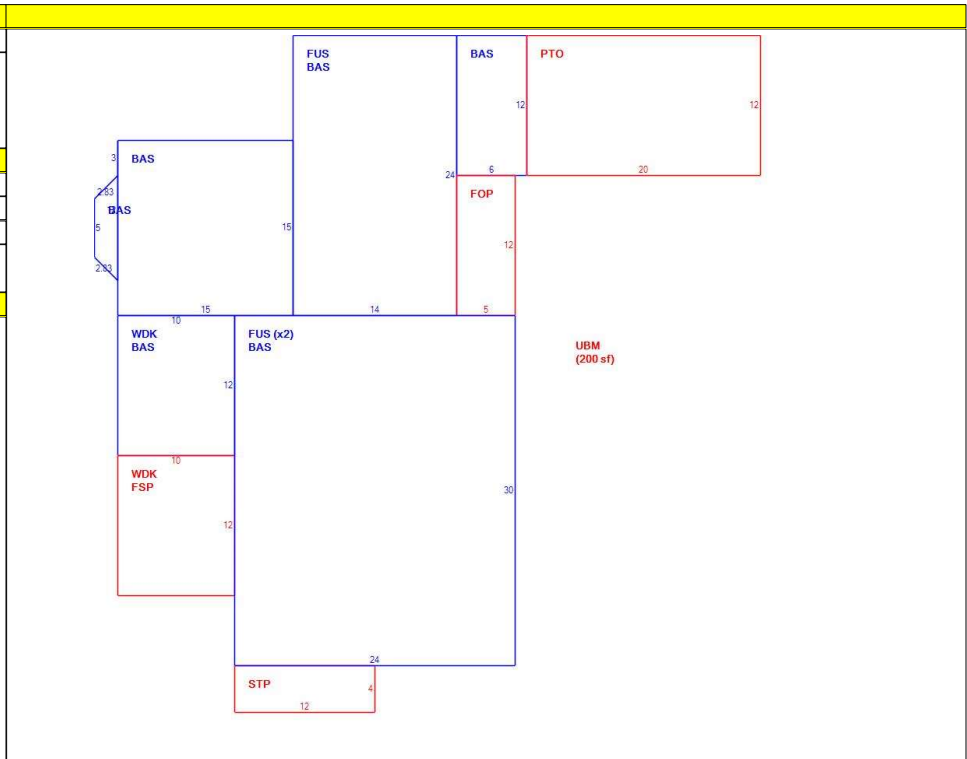 FUS
BAS
BAS
PTO
12
12
3
BAS
24
6
20
2.83
FOP
BAS
5
15
12
2.83
15
14
5
10
WDK
BAS
FUS (x2)
BAS
UBM
(200 sf)
12
10
WDK
FSP
30
12
24
STP
4
12